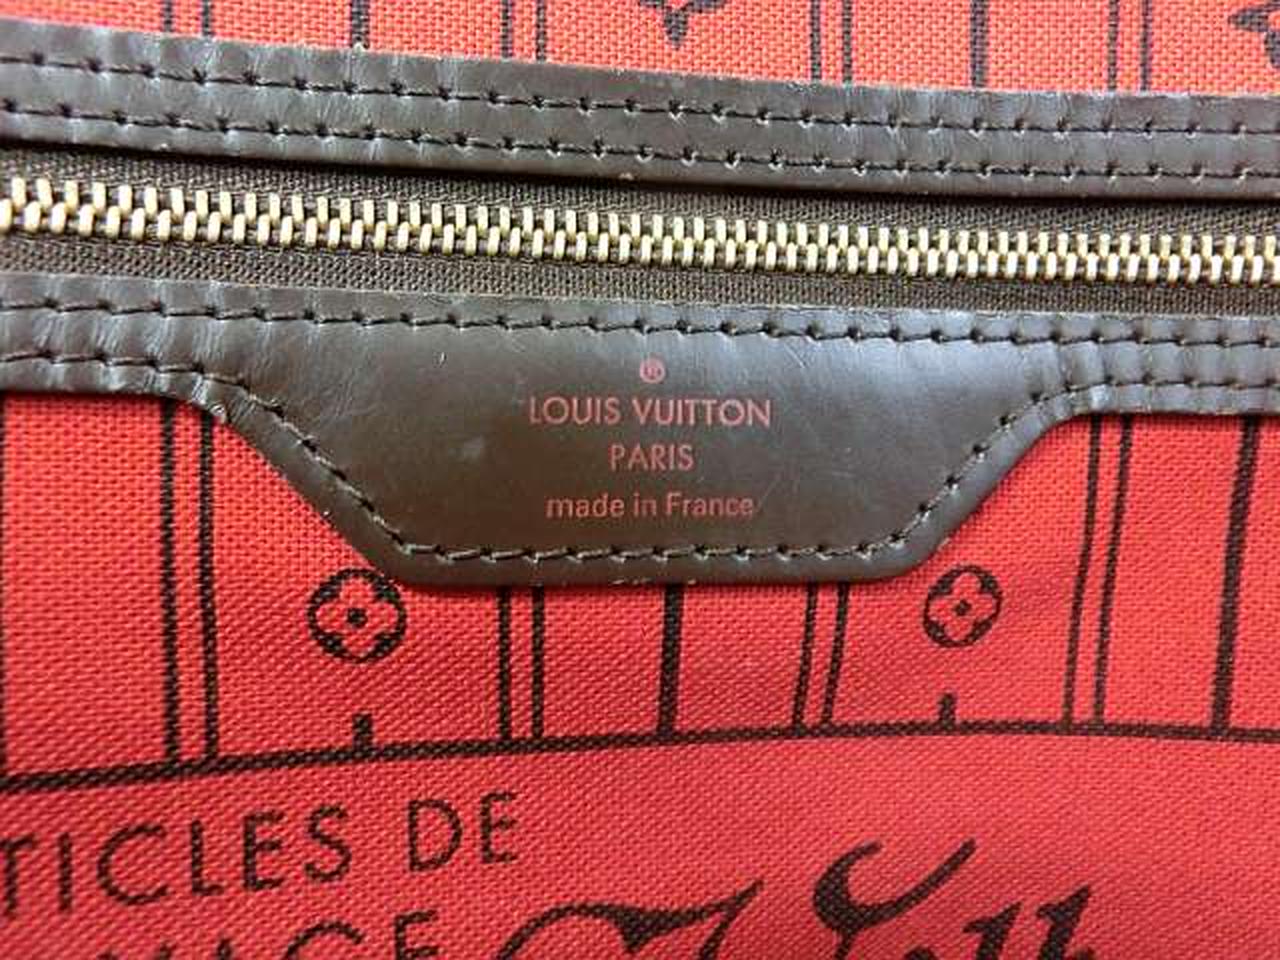 ®
LOUIS VUITTON
PARIS
made in France
TICLES DE